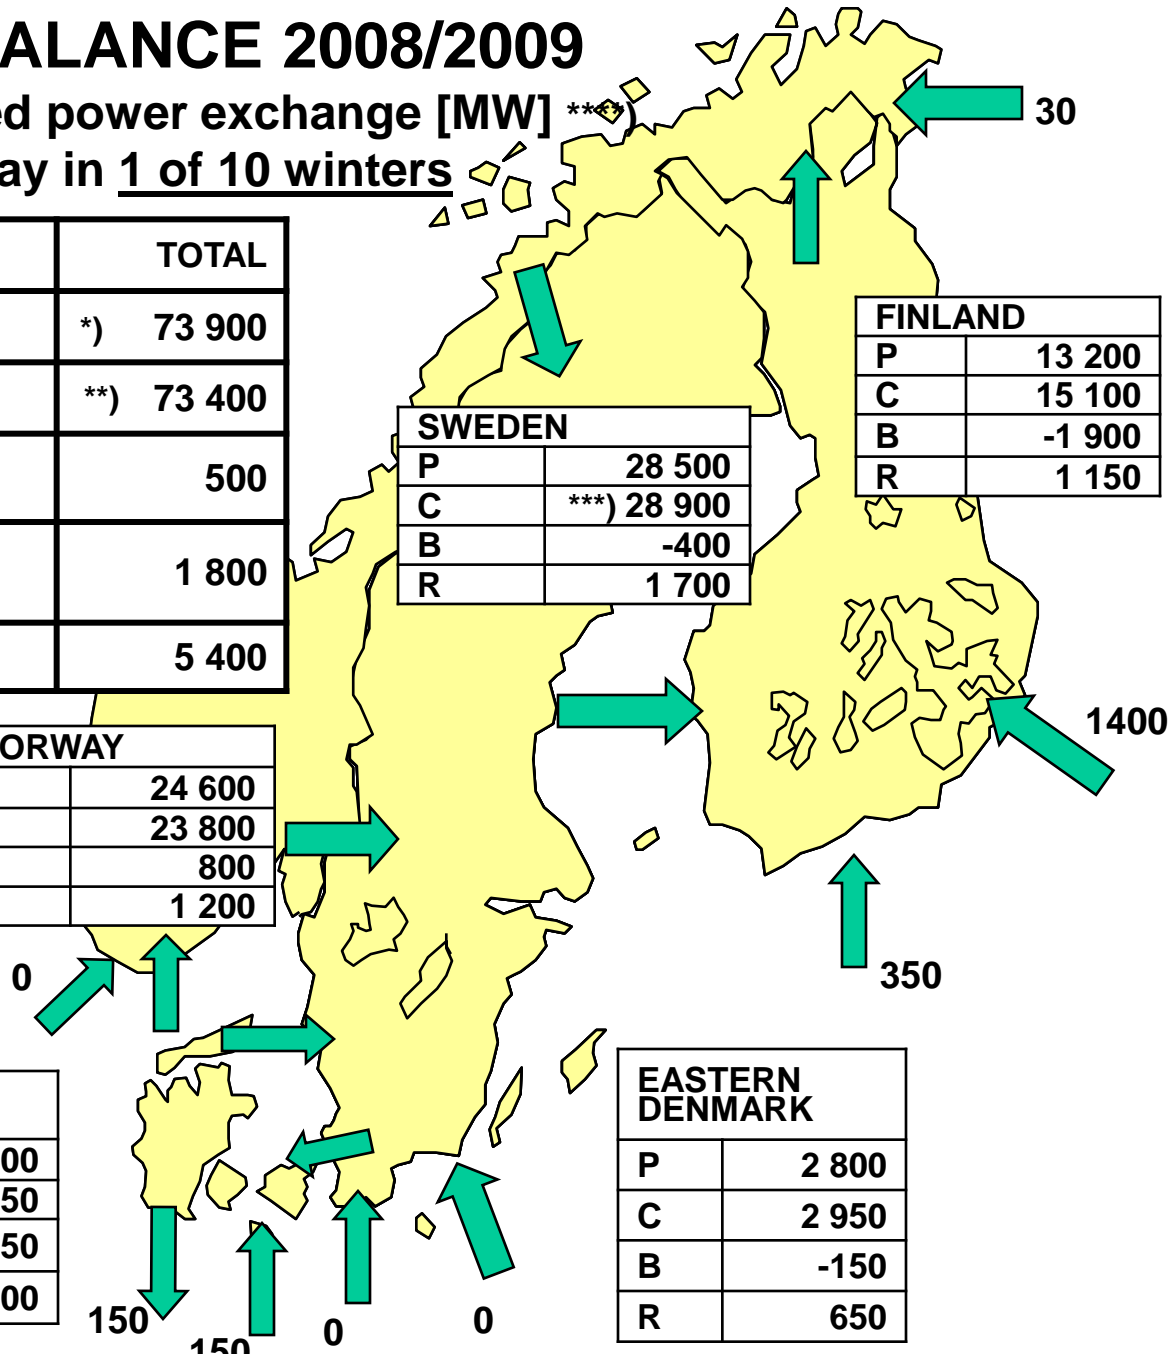 ALANCE 2008/2009
ed power exchange [MW] ****)
ay in 1 of 10 winters
30
TOTAL
*) 73 900
**) 73 400
500
1 800
5 400
FINLAND
P 13 200
C 15 100
B -1 900
R 1 150
SWEDEN
P 28 500
C ***) 28 900
B -400
R 1 700
1400
ORWAY
24 600
23 800
800
1 200
0
350
EASTERN
DENMARK
P 2 800
C 2 950
B -150
R 650
00
50
50
00
150
150
0
0